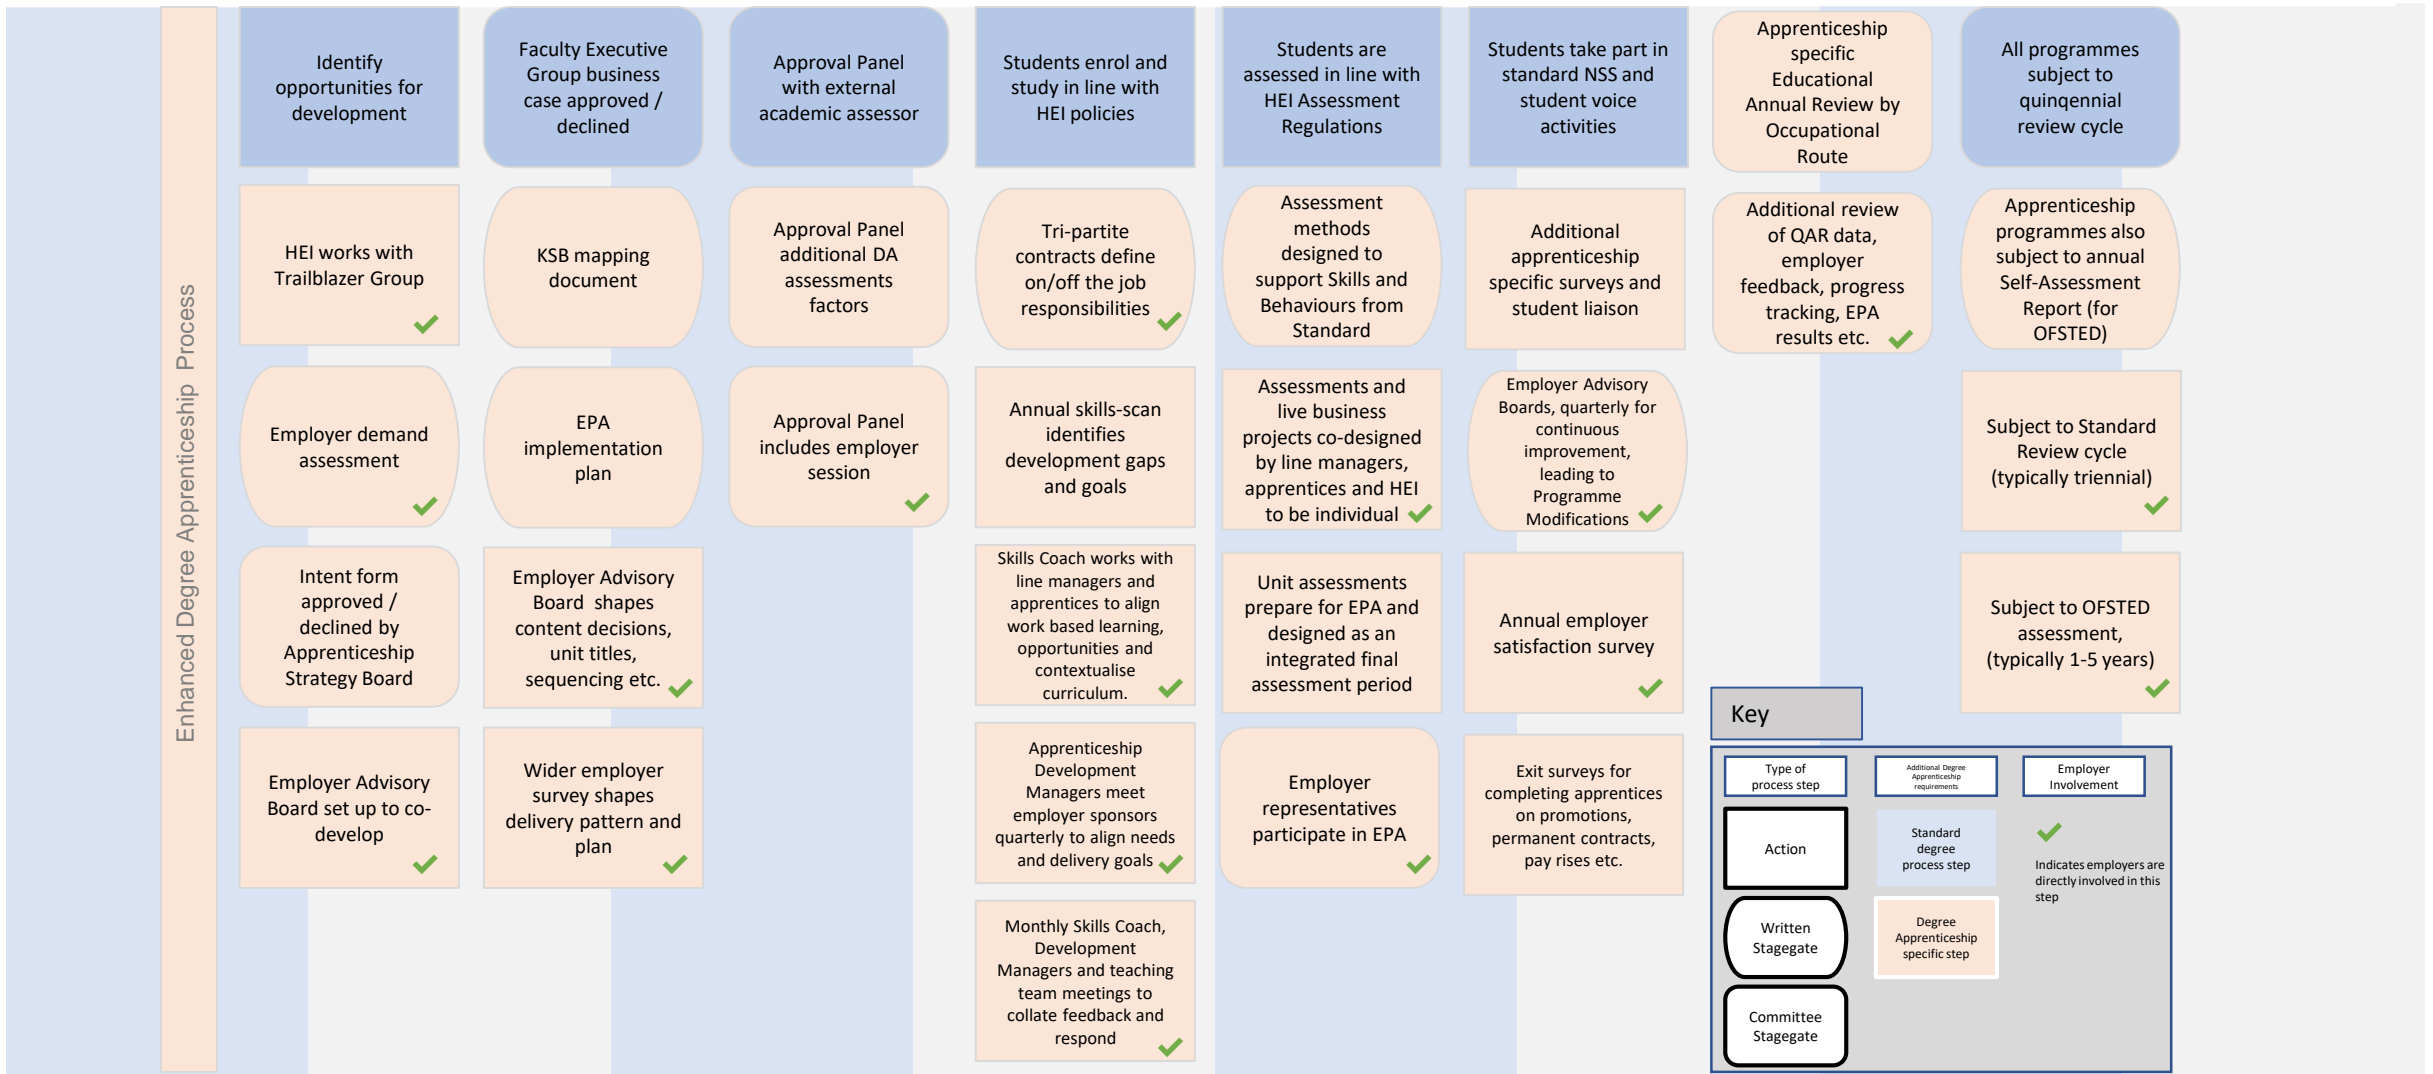 Enhanced Degree Apprenticeship Process
Identify
opportunities for
development
HEI works with
Trailblazer Group
Employer demand
assessment
Intent form
approved /
declined by
Apprenticeship
Strategy Board
Employer Advisory
Board set up to co-
develop
Faculty Executive
Group business
case approved /
declined
KSB mapping
document
EPA
implementation
plan
Employer Advisory
Board shapes
content decisions,
unit titles,
sequencing etc.
Wider employer
survey shapes
delivery pattern and
plan
Approval Panel
with external
academic assessor
Approval Panel
additional DA
assessments
factors
Approval Panel
includes employer
session
Students enrol and
study in line with
HEI policies
Tri-partite
contracts define
on/off the job
responsibilities
Annual skills-scan
identifies
development gaps
and goals
Skills Coach works with
line managers and
apprentices to align
work based learning,
opportunities and
contextualise
curriculum.
Apprenticeship
Development
Managers meet
employer sponsors
quarterly to align needs
and delivery goals
Monthly Skills Coach,
Development
Managers and teaching
team meetings to
collate feedback and
respond
Students are
assessed in line with
HEI Assessment
Regulations
Assessment
methods
designed to
support Skills and
Behaviours from
Standard
Assessments and
live business
projects co-designed
by line managers,
apprentices and HEI
to be individual
Unit assessments
prepare for EPA and
designed as an
integrated final
assessment period
Employer
representatives
participate in EPA
Students take part in
standard NSS and
student voice
activities
Additional
apprenticeship
specific surveys and
student liaison
Employer Advisory
Boards, quarterly for
continuous
improvement,
leading to
Programme
Modifications
Annual employer
satisfaction survey
Exit surveys for
completing apprentices
on promotions,
permanent contracts,
pay rises etc.
Apprenticeship
specific
Educational
Annual Review by
Occupational
Route
Additional review
of QAR data,
employer
feedback, progress
tracking, EPA
results etc.
All programmes
subject to
quinqennial
review cycle
Apprenticeship
programmes also
subject to annual
Self-Assessment
Report (for
OFSTED)
Subject to Standard
Review cycle
(typically triennial)
Subject to OFSTED
assessment,
(typically 1-5 years)
Key
Type of
process step
Action
Written
Stagegate
Committee
Stagegate
Additional Degree
Apprenticeship
requirements
Standard
degree
process step
Degree
Apprenticeship
specific step
Employer
Involvement
Indicates employers are
directly involved in this
step